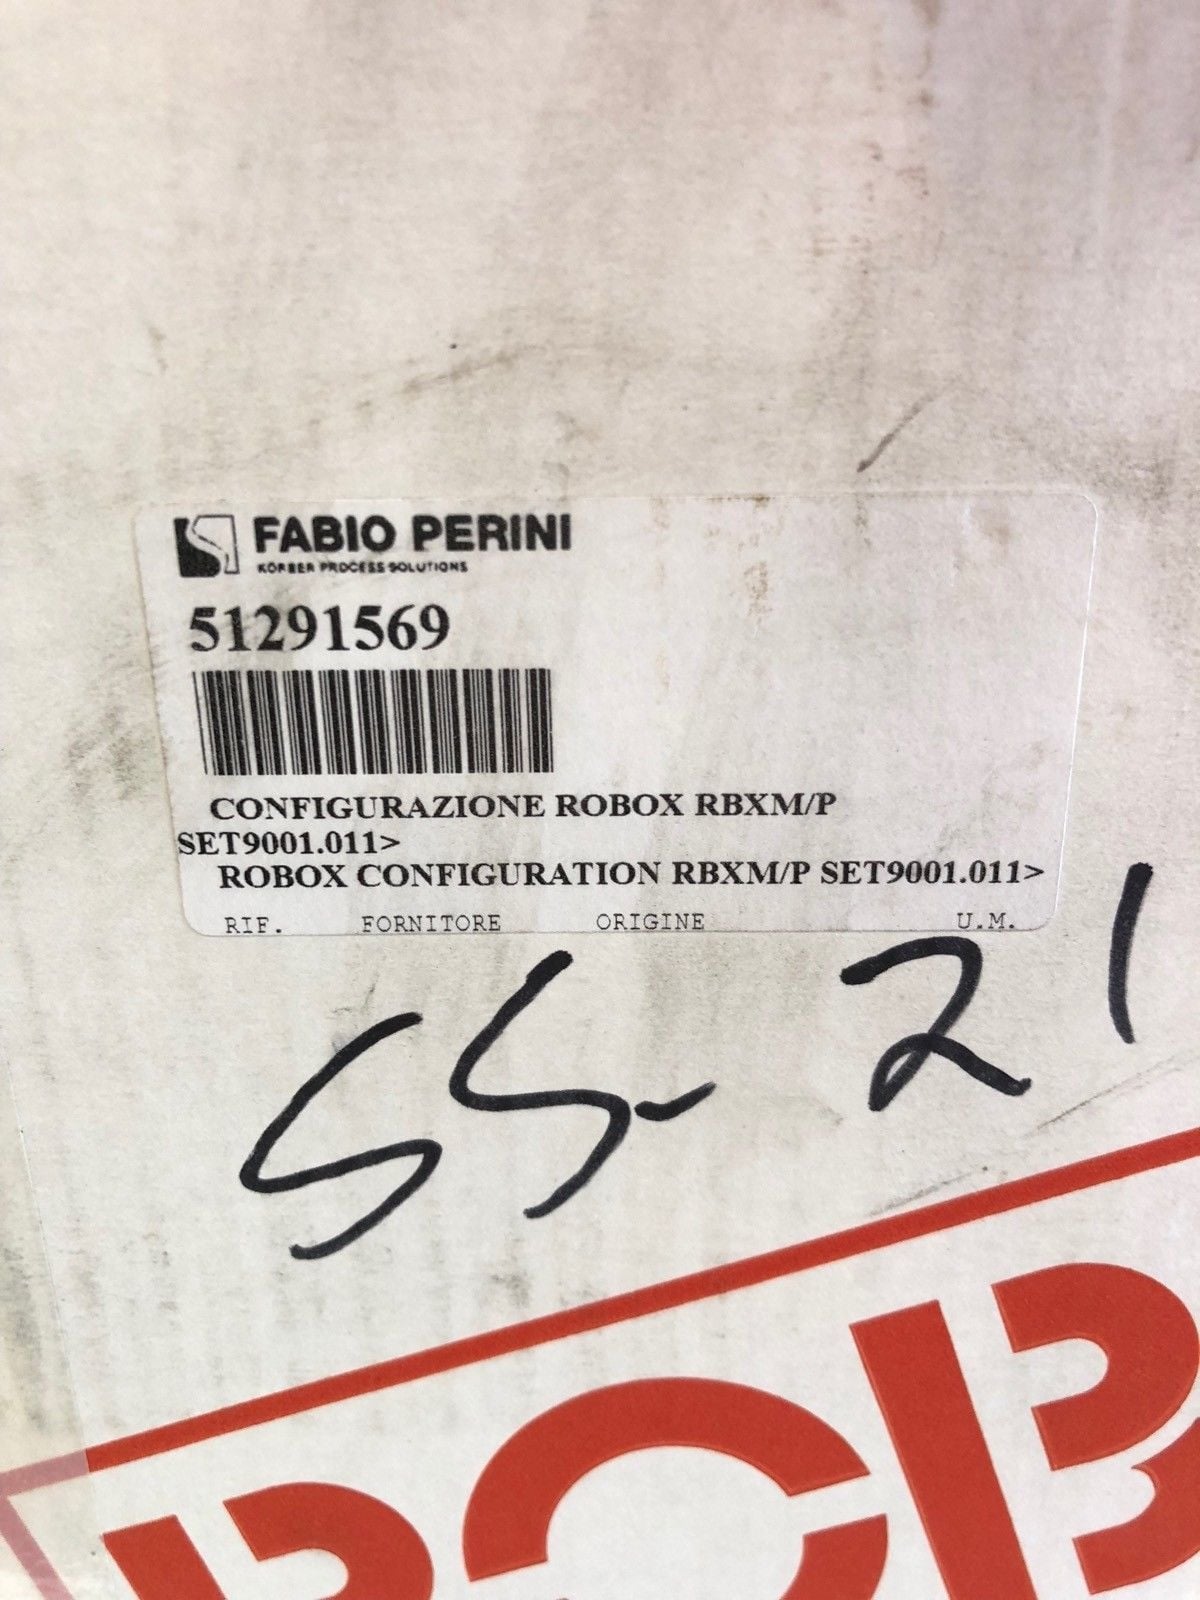 FABIO PERINI
KÖRBER PROCESS SOLUTIONS
51291569
CONFIGURAZIONE ROBOX RBXM/P
SET9001.011>
ROBOX CONFIGURATION RBXM/P SET9001.011>
RIF. FORNITORE ORIGINE U.M.
SS-21